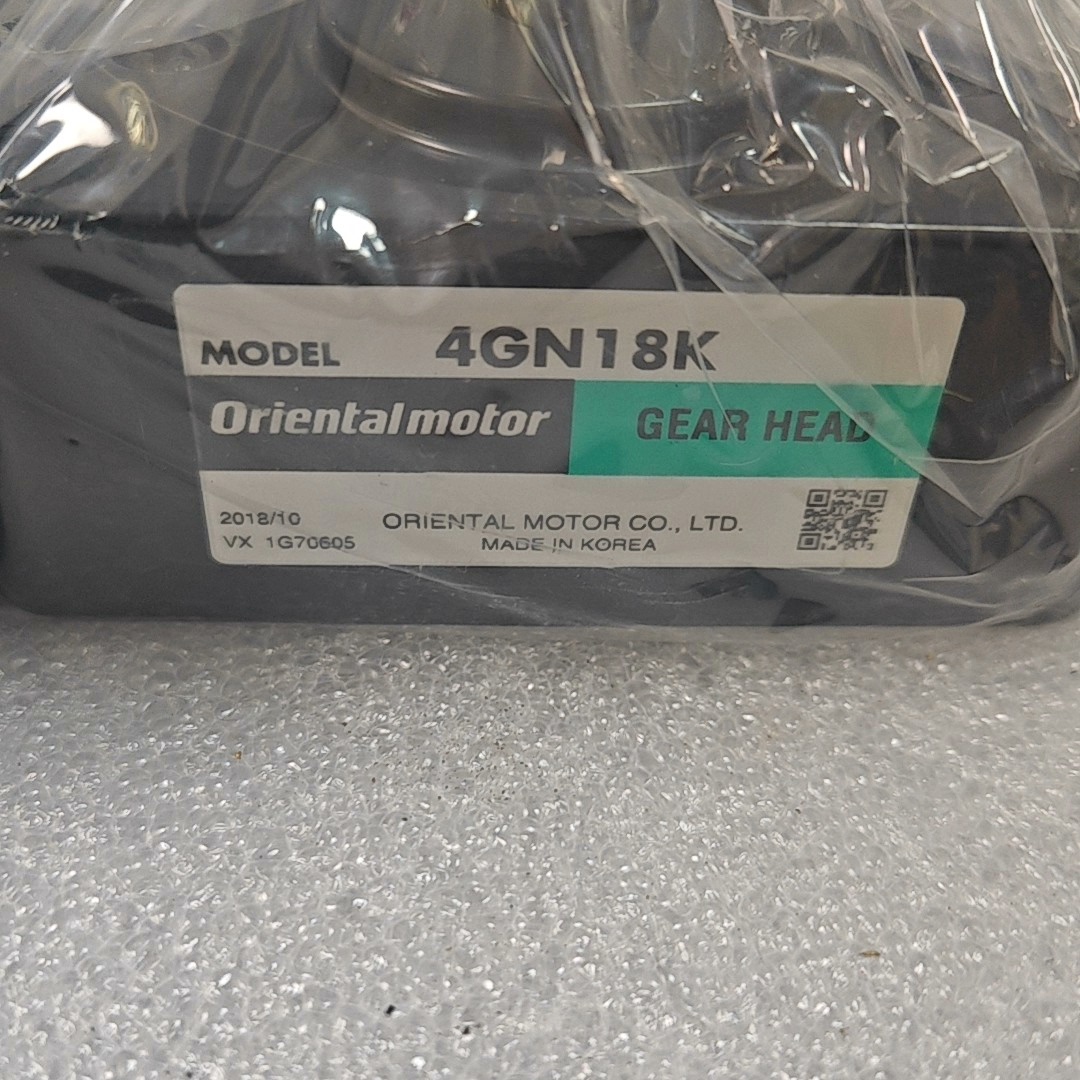 MODEL 4GN18K
Orientalmotor GEAR HEAD
2018/10 ORIENTAL MOTOR CO., LTD.
VX 1G70605 MADE IN KOREA